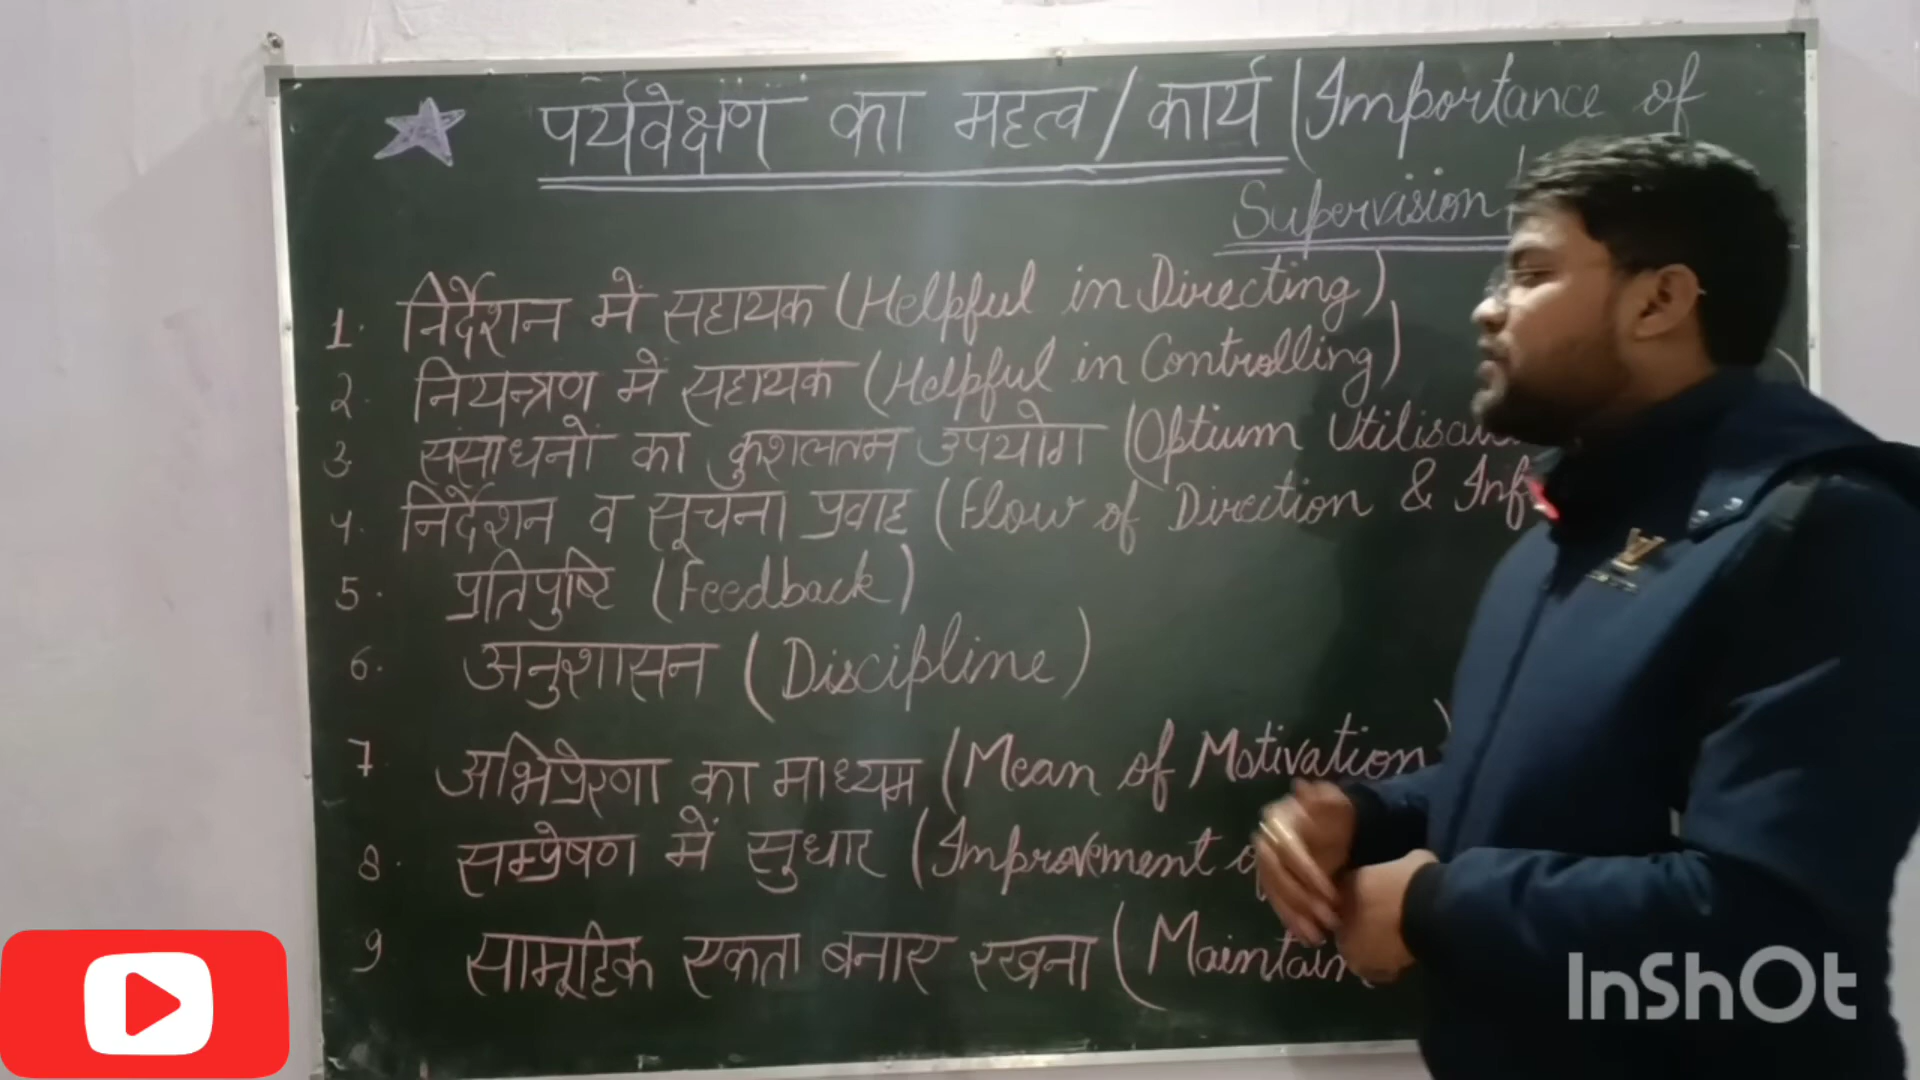 पर्यवेक्षण का महत्व/कार्य (Importance of
Supervision
1. निर्देशन में सहायक (Helpful in Directing)
2. नियन्त्रण में सहायक (Helpful in Controlling)
3. संसाधनों का कुशलतम उपयोग (Optium
4. निर्देशन व सूचना प्रवाह (Flow of Direction &
5. प्रतिपुष्टि (Feedback)
6. अनुशासन (Discipline)
7 अभिप्रेरणा का माध्यम (Mean of Motivation)
8. सम्प्रेषण में सुधार (Improvement
9 सामूहिक एकता बनाए रखना (Maintain
InShOt